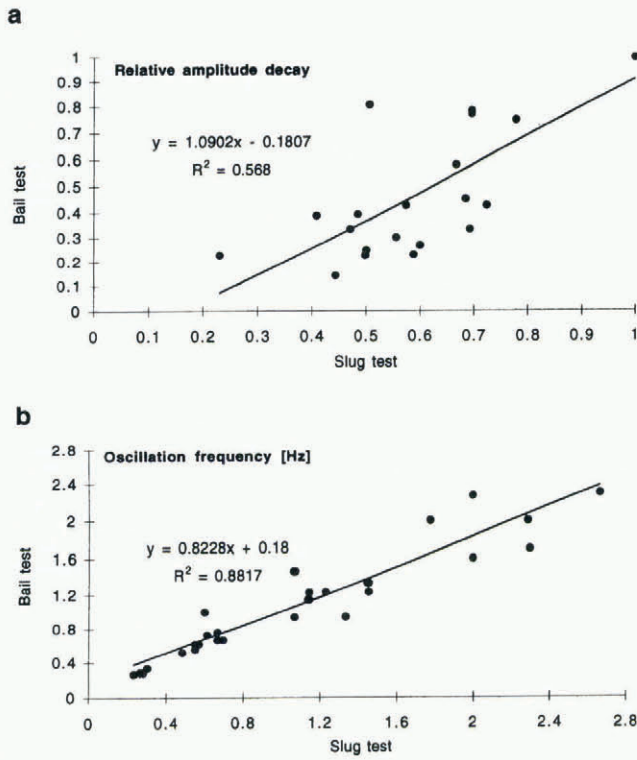 a
Relative amplitude decay
y = 1.0902x - 0.1807
R² = 0.568
1
0.9
0.8
0.7
0.6
0.5
0.4
0.3
0.2
0.1
0
Bail test
0 0.1 0.2 0.3 0.4 0.5 0.6 0.7 0.8 0.9 1
Slug test
b
Oscillation frequency [Hz]
y = 0.8228x + 0.18
R² = 0.8817
2.8
2.4
2
1.6
1.2
0.8
0.4
0
Bail test
0 0.4 0.8 1.2 1.6 2 2.4 2.8
Slug test